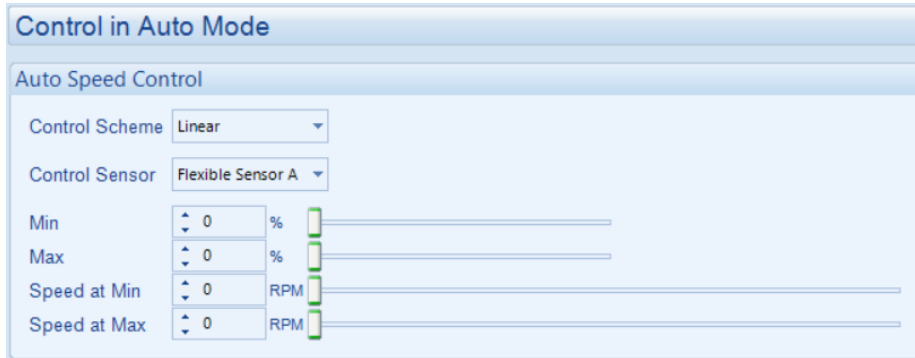 Control in Auto Mode
Auto Speed Control
Control Scheme Linear
Control Sensor Flexible Sensor A
Min 0 %
Max 0 %
Speed at Min 0 RPM
Speed at Max 0 RPM